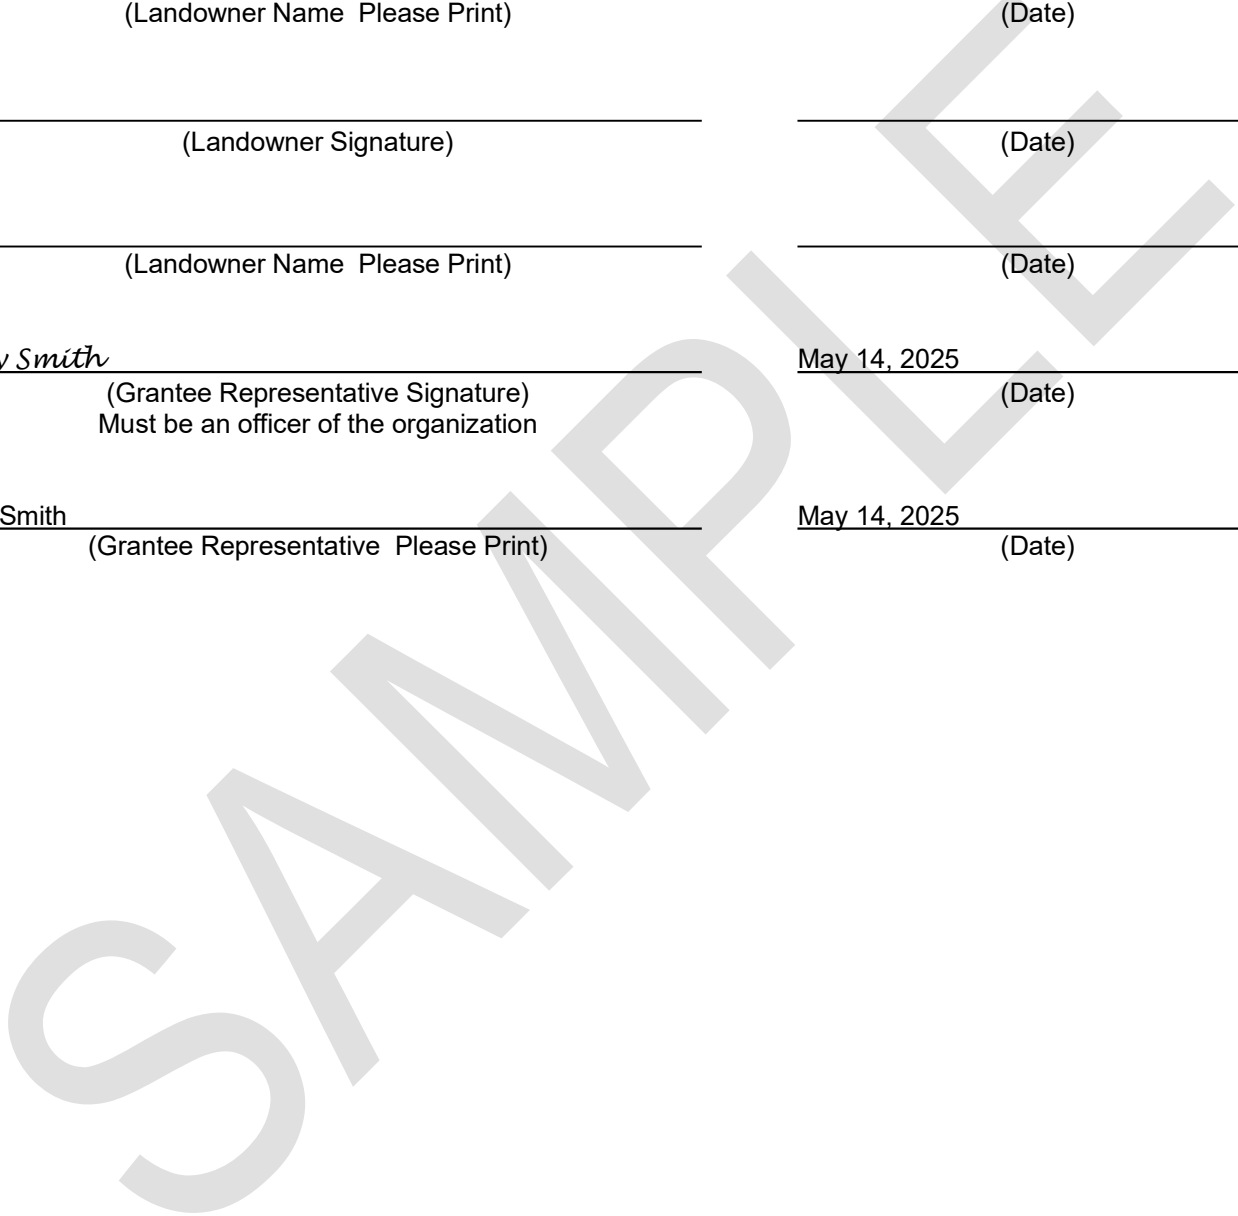 (Landowner Name  Please Print) (Date)
(Landowner Signature) (Date)
(Landowner Name  Please Print) (Date)
Smith May 14, 2025
(Grantee Representative Signature) (Date)
Must be an officer of the organization
Smith May 14, 2025
(Grantee Representative  Please Print) (Date)
SAMPLE